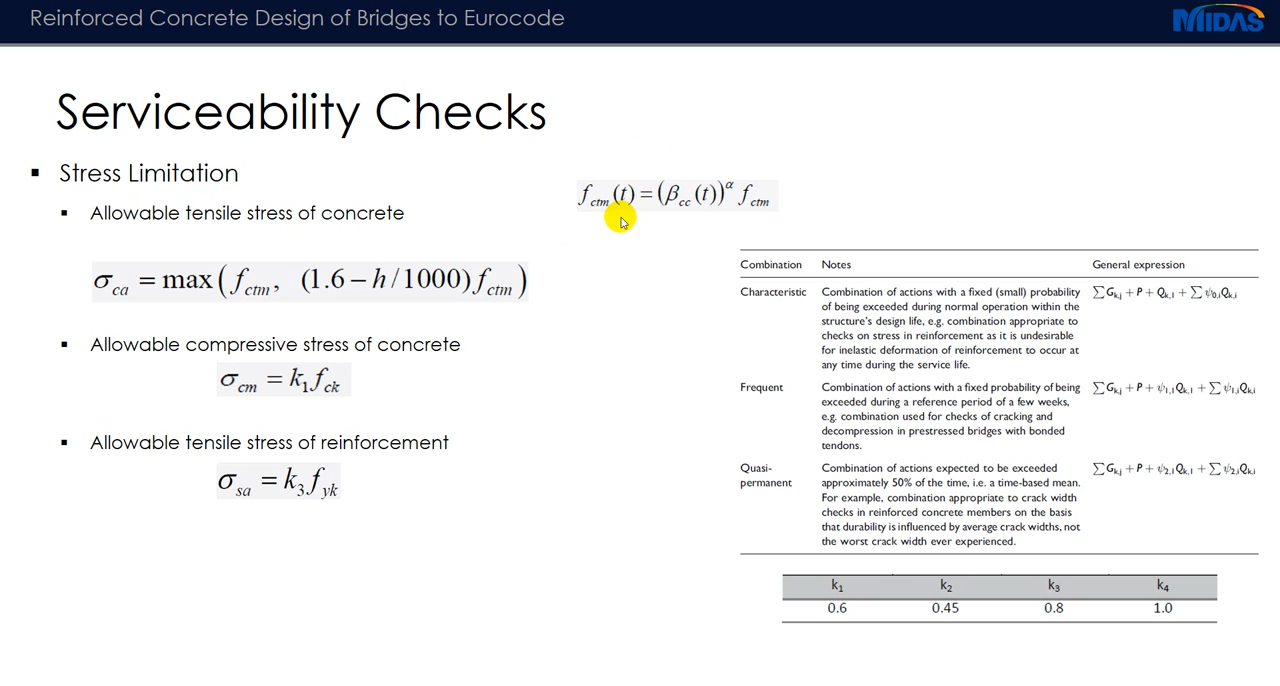 Reinforced Concrete Design of Bridges to Eurocode
MIDAS
Serviceability Checks
▪ Stress Limitation
f_ctm(t) = (β_cc(t))^α f_ctm
▪ Allowable tensile stress of concrete
σ_ca = max(f_ctm, (1.6 − h/1000) f_ctm)
▪ Allowable compressive stress of concrete
σ_cm = k_1 f_ck
▪ Allowable tensile stress of reinforcement
σ_sa = k_3 f_yk
Combination Notes General expression
Characteristic Combination of actions with a fixed (small) probability ∑G_k,j + P + Q_k,1 + ∑ψ_0,i Q_k,i
of being exceeded during normal operation within the
structure's design life, e.g. combination appropriate to
checks on stress in reinforcement as it is undesirable
for inelastic deformation of reinforcement to occur at
any time during the service life.
Frequent Combination of actions with a fixed probability of being ∑G_k,j + P + ψ_1,1 Q_k,1 + ∑ψ_1,i Q_k,i
exceeded during a reference period of a few weeks,
e.g. combination used for checks of cracking and
decompression in prestressed bridges with bonded
tendons.
Quasi- Combination of actions expected to be exceeded ∑G_k,j + P + ψ_2,1 Q_k,1 + ∑ψ_2,i Q_k,i
permanent approximately 50% of the time, i.e. a time-based mean.
For example, combination appropriate to crack width
checks in reinforced concrete members on the basis
that durability is influenced by average crack widths, not
the worst crack width ever experienced.
k_1 k_2 k_3 k_4
0.6 0.45 0.8 1.0